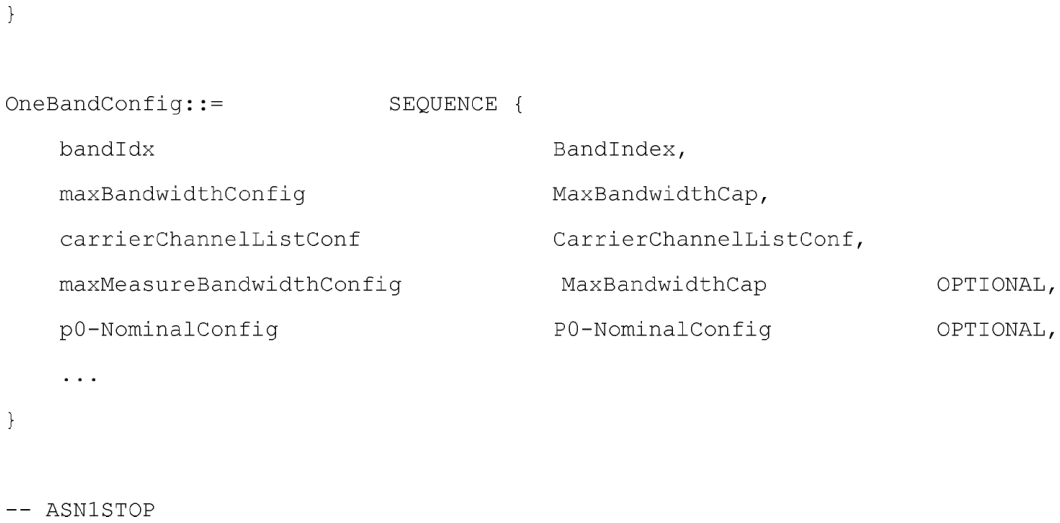 }
OneBandConfig::= SEQUENCE {
bandIdx BandIndex,
maxBandwidthConfig MaxBandwidthCap,
carrierChannelListConf CarrierChannelListConf,
maxMeasureBandwidthConfig MaxBandwidthCap OPTIONAL,
p0-NominalConfig P0-NominalConfig OPTIONAL,
...
}
-- ASN1STOP